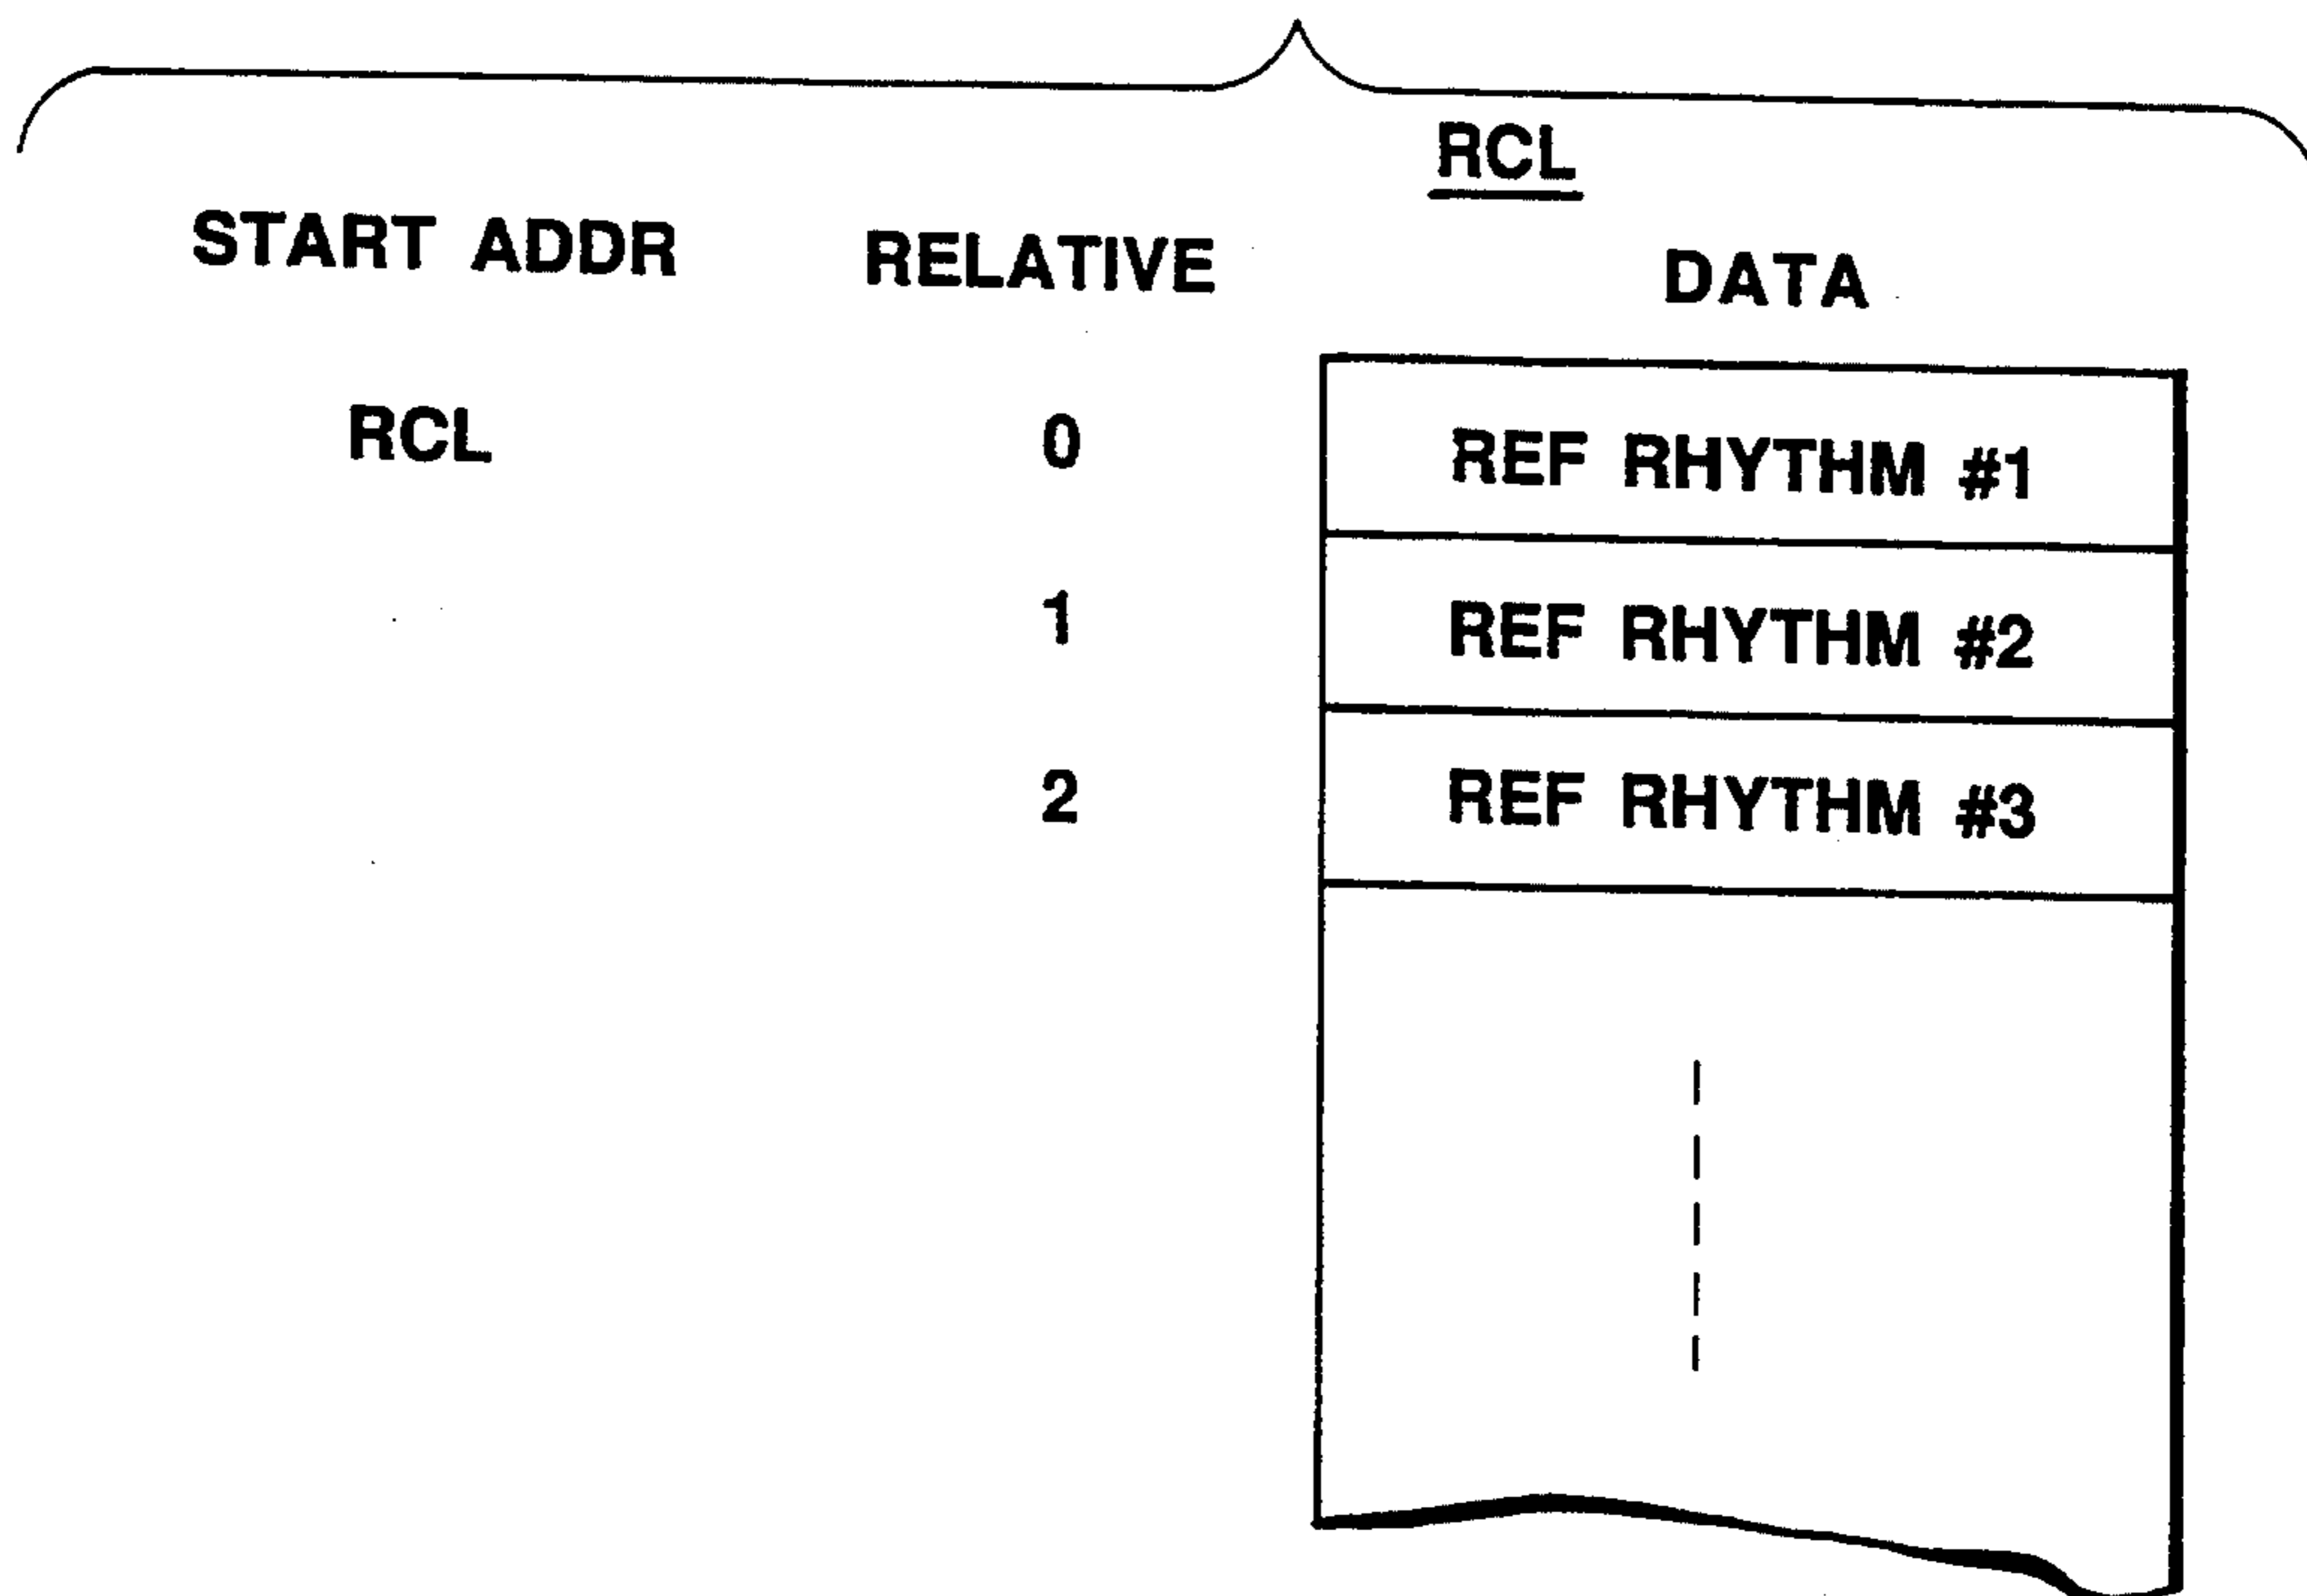 RCL
START ADDR RELATIVE DATA
RCL 0 REF RHYTHM #1
1 REF RHYTHM #2
2 REF RHYTHM #3